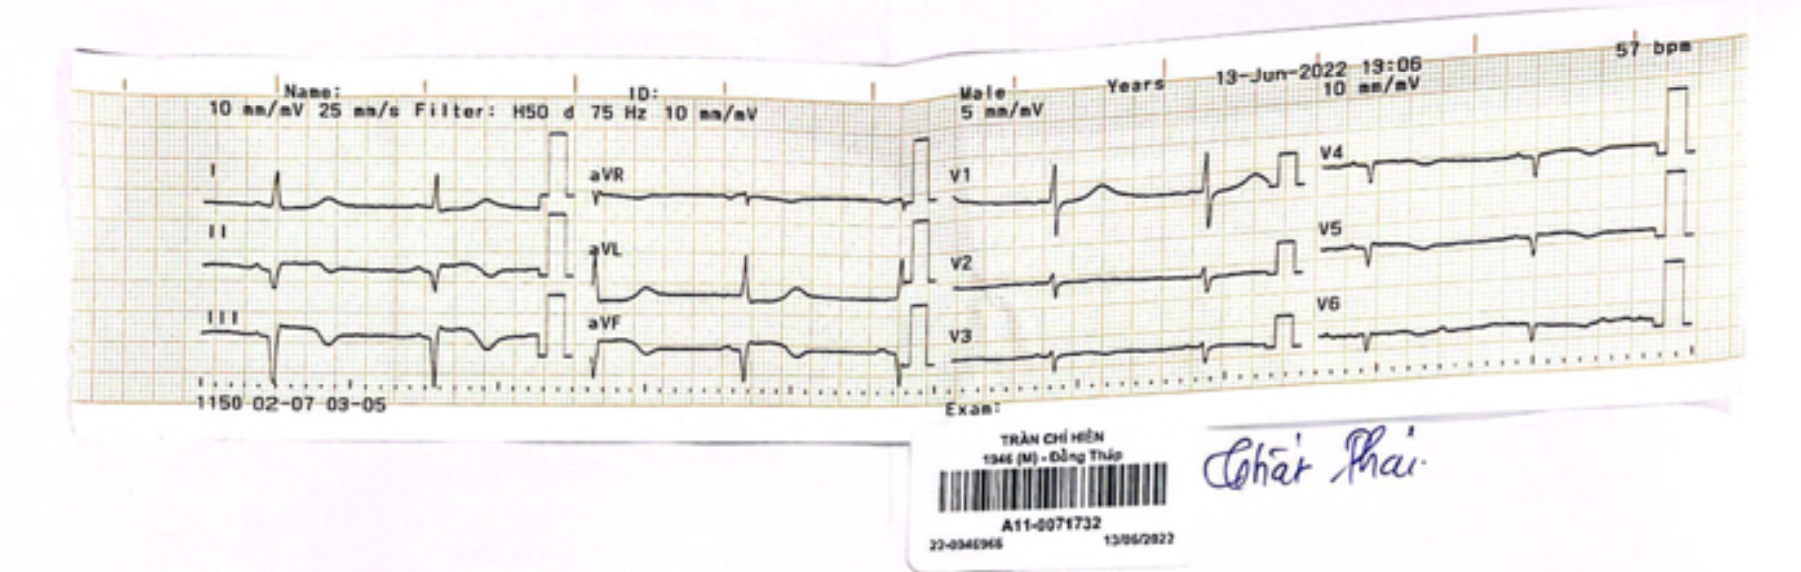 Name: ID: Male Years 13-Jun-2022 13:06 57 bpm
10 mm/mV 25 mm/s Filter: H50 d 75 Hz 10 mm/mV 5 mm/mV 10 mm/mV
I aVR V1 V4
II aVL V2 V5
III aVF V3 V6
1150 02-07 03-05 Exam:
TRẦN CHÍ HIỀN
1946 (M) - Đồng Tháp
A11-0071732
13/06/2022
Phải